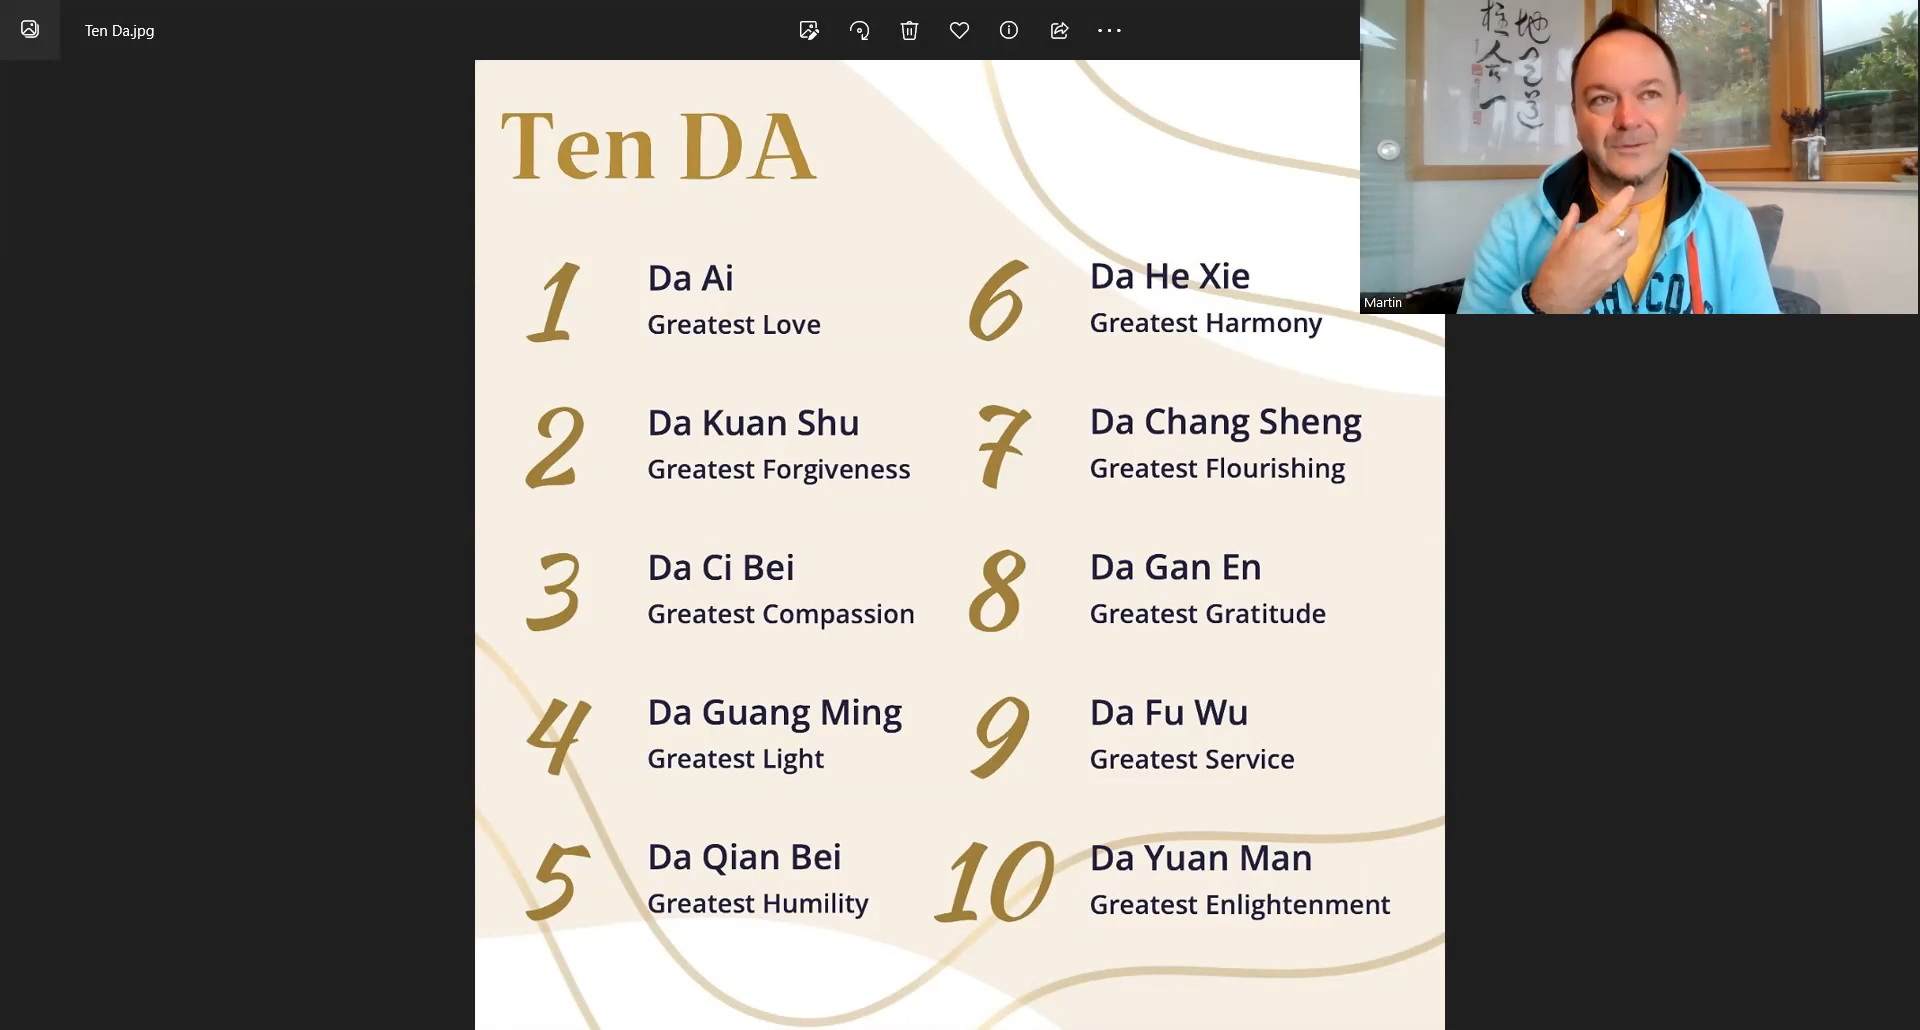 Ten Da.jpg
Ten DA
1
Da Ai
Greatest Love
2
Da Kuan Shu
Greatest Forgiveness
3
Da Ci Bei
Greatest Compassion
4
Da Guang Ming
Greatest Light
5
Da Qian Bei
Greatest Humility
6
Da He Xie
Greatest Harmony
7
Da Chang Sheng
Greatest Flourishing
8
Da Gan En
Greatest Gratitude
9
Da Fu Wu
Greatest Service
10
Da Yuan Man
Greatest Enlightenment
Martin